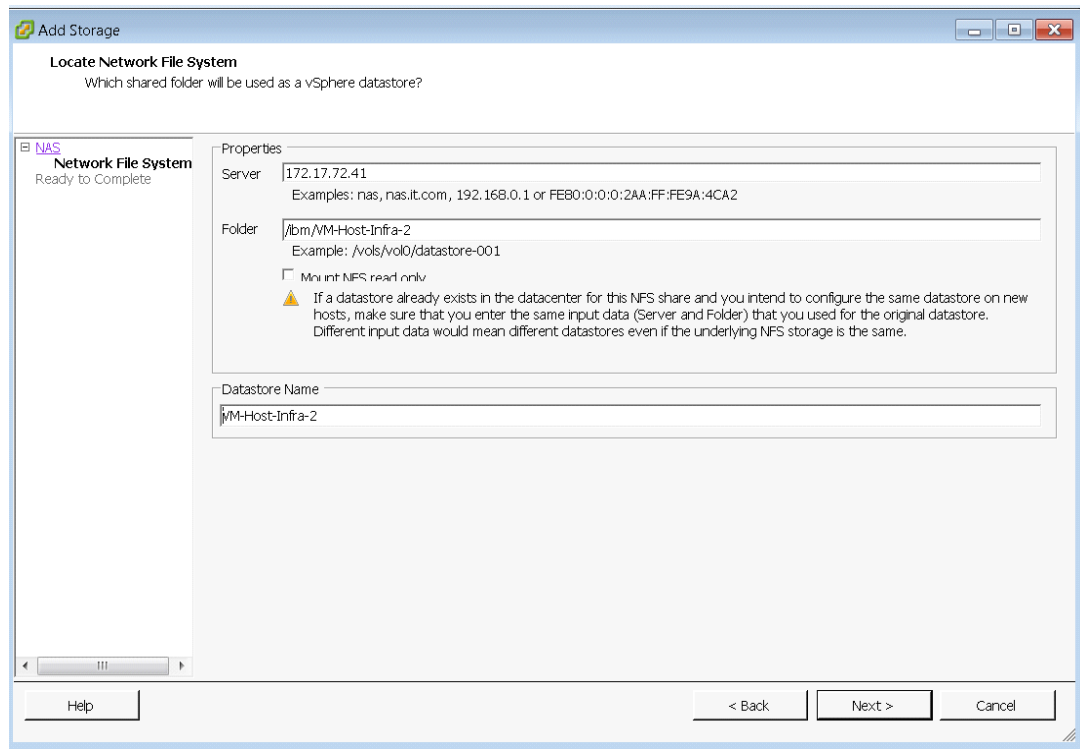 Add Storage
Locate Network File System
Which shared folder will be used as a vSphere datastore?
NAS
Network File System
Ready to Complete
Properties
Server
172.17.72.41
Examples: nas, nas.it.com, 192.168.0.1 or FE80:0:0:0:2AA:FF:FE9A:4CA2
Folder
/ibm/VM-Host-Infra-2
Example: /vols/vol0/datastore-001
Mount NFS read only
If a datastore already exists in the datacenter for this NFS share and you intend to configure the same datastore on new
hosts, make sure that you enter the same input data (Server and Folder) that you used for the original datastore.
Different input data would mean different datastores even if the underlying NFS storage is the same.
Datastore Name
VM-Host-Infra-2
Help
< Back
Next >
Cancel